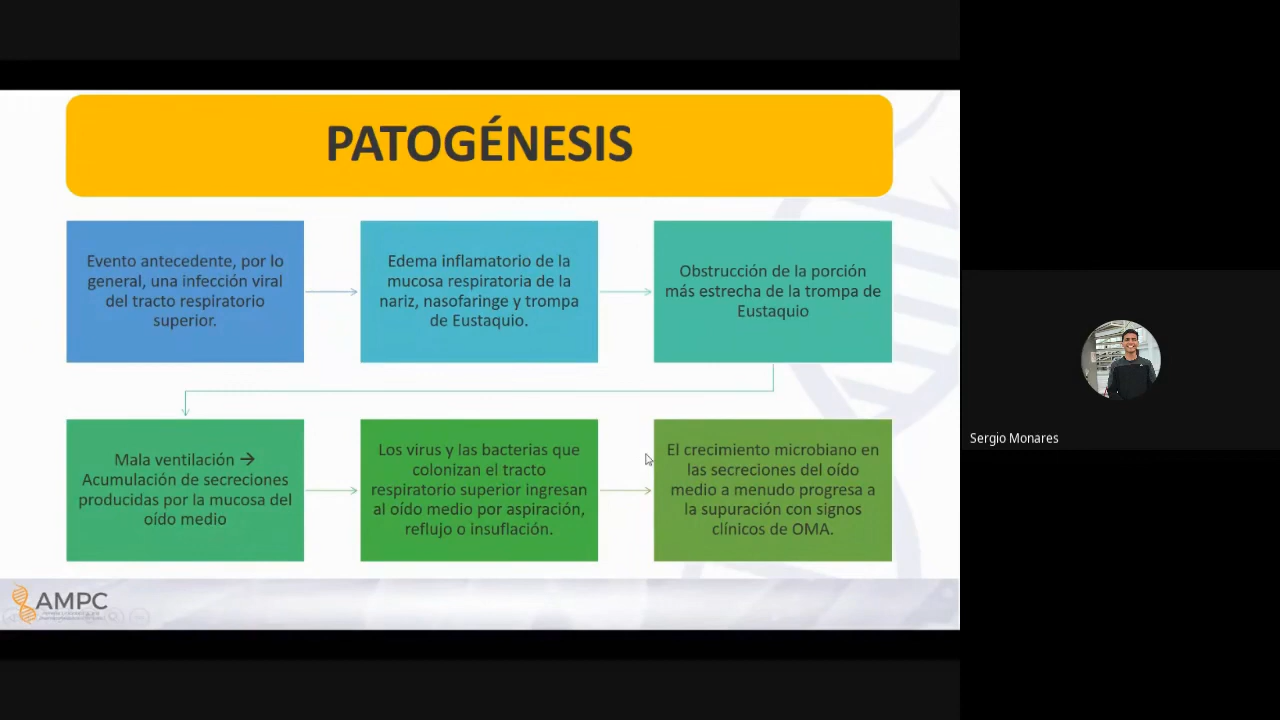 PATOGÉNESIS
Evento antecedente, por lo
general, una infección viral
del tracto respiratorio
superior.
Edema inflamatorio de la
mucosa respiratoria de la
nariz, nasofaringe y trompa
de Eustaquio.
Obstrucción de la porción
más estrecha de la trompa de
Eustaquio
Mala ventilación →
Acumulación de secreciones
producidas por la mucosa del
oído medio
Los virus y las bacterias que
colonizan el tracto
respiratorio superior ingresan
al oído medio por aspiración,
reflujo o insuflación.
El crecimiento microbiano en
las secreciones del oído
medio a menudo progresa a
la supuración con signos
clínicos de OMA.
AMPC
Sergio Monares